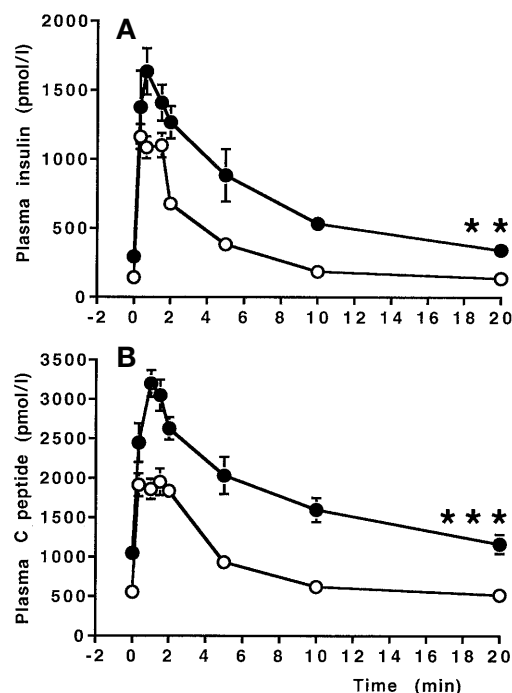 A
Plasma insulin (pmol/l)
2000
1500
1000
500
0
* *
-2 0 2 4 6 8 10 12 14 16 18 20
B
Plasma C peptide (pmol/l)
3500
3000
2500
2000
1500
1000
500
0
* * *
-2 0 2 4 6 8 10 12 14 16 18 20
Time (min)